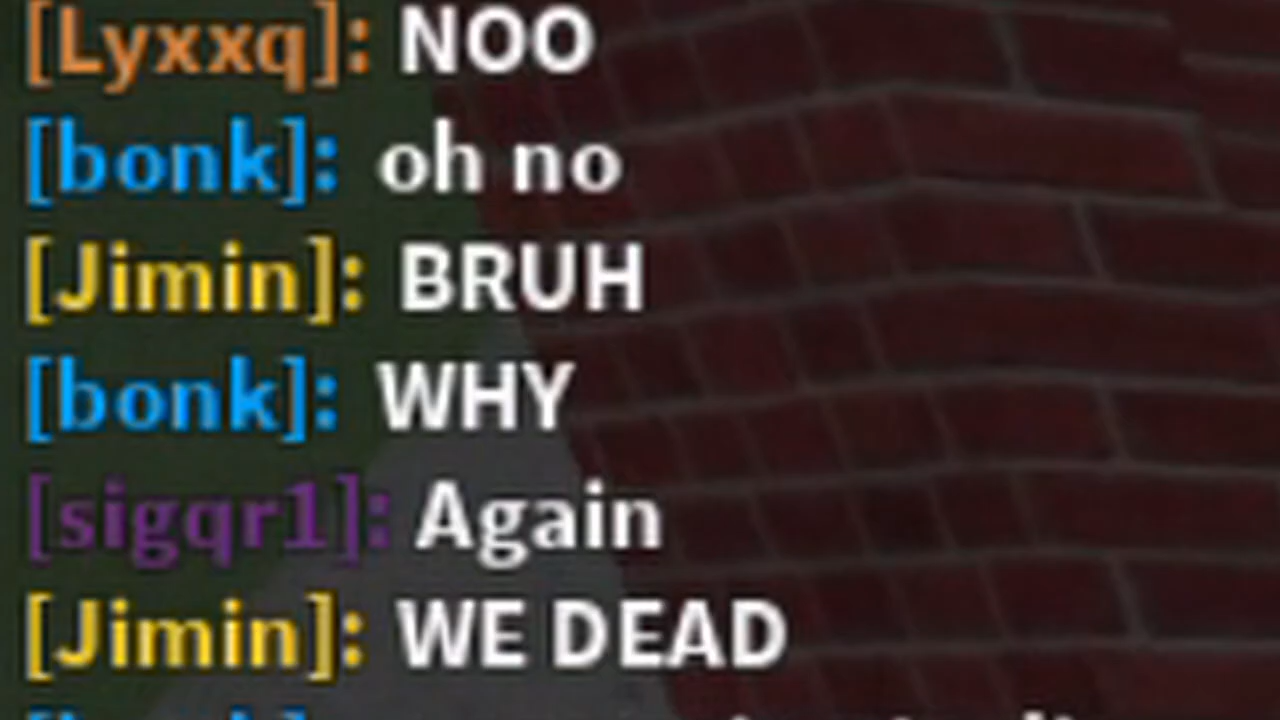 [Lyxxq]: NOO
[bonk]: oh no
[Jimin]: BRUH
[bonk]: WHY
[sigqr1]: Again
[Jimin]: WE DEAD